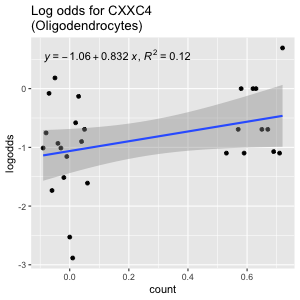 Log odds for CXXC4
(Oligodendrocytes)
y = −1.06 + 0.832 x, R² = 0.12
0
-1
-2
-3
logodds
0.0 0.2 0.4 0.6
count